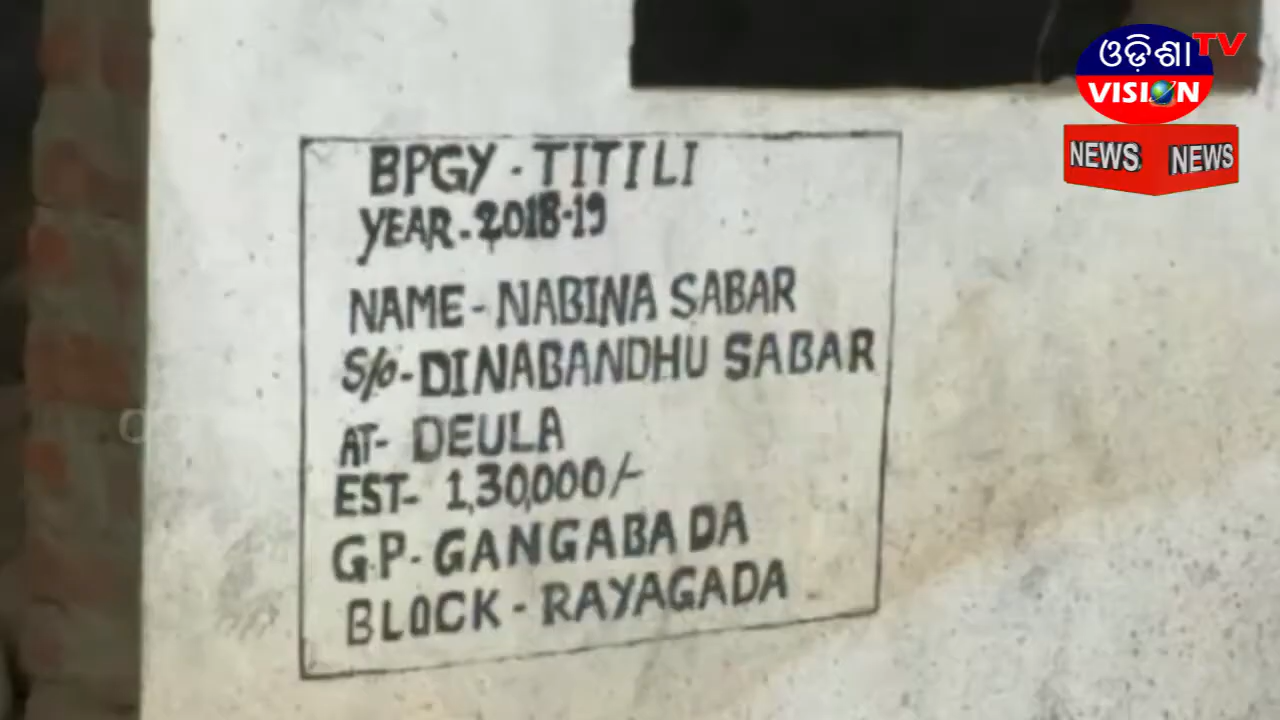 BPGY - TITILI
YEAR - 2018-19
NAME - NABINA SABAR
S/o - DINABANDHU SABAR
AT- DEULA
EST- 1,30,000/-
G.P - GANGABADA
BLOCK - RAYAGADA
ଓଡ଼ିଶା TV
VISION
NEWS NEWS